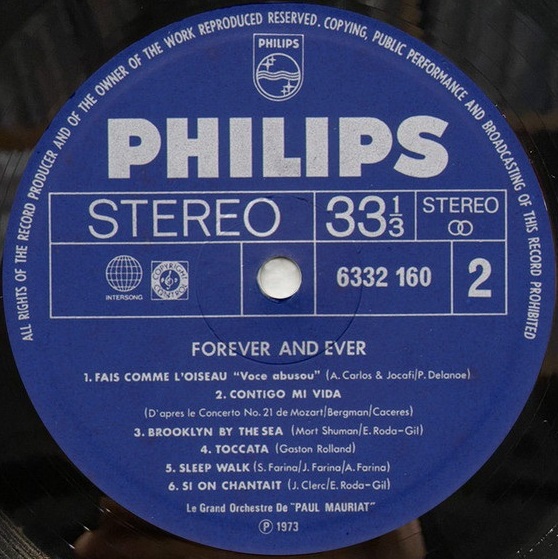 ALL RIGHTS OF THE RECORD PRODUCER AND OF THE OWNER OF THE WORK REPRODUCED RESERVED. COPYING, PUBLIC PERFORMANCE AND BROADCASTING OF THIS RECORD PROHIBITED
PHILIPS
PHILIPS
STEREO 33 1/3 STEREO
INTERSONG COPYRIGHT CONTROL 6332 160 2
FOREVER AND EVER
1. FAIS COMME L'OISEAU "Voce abusou" (A. Carlos & Jocafi/P. Delanoe)
2. CONTIGO MI VIDA
(D'apres le Concerto No. 21 de Mozart/Bergman/Caceres)
3. BROOKLYN BY THE SEA (Mort Shuman/E. Roda-Gil)
4. TOCCATA (Gaston Rolland)
5. SLEEP WALK (S. Farina/J. Farina/A. Farina)
6. SI ON CHANTAIT (J. Clerc/E. Roda-Gil)
Le Grand Orchestre De "PAUL MAURIAT"
Ⓟ 1973